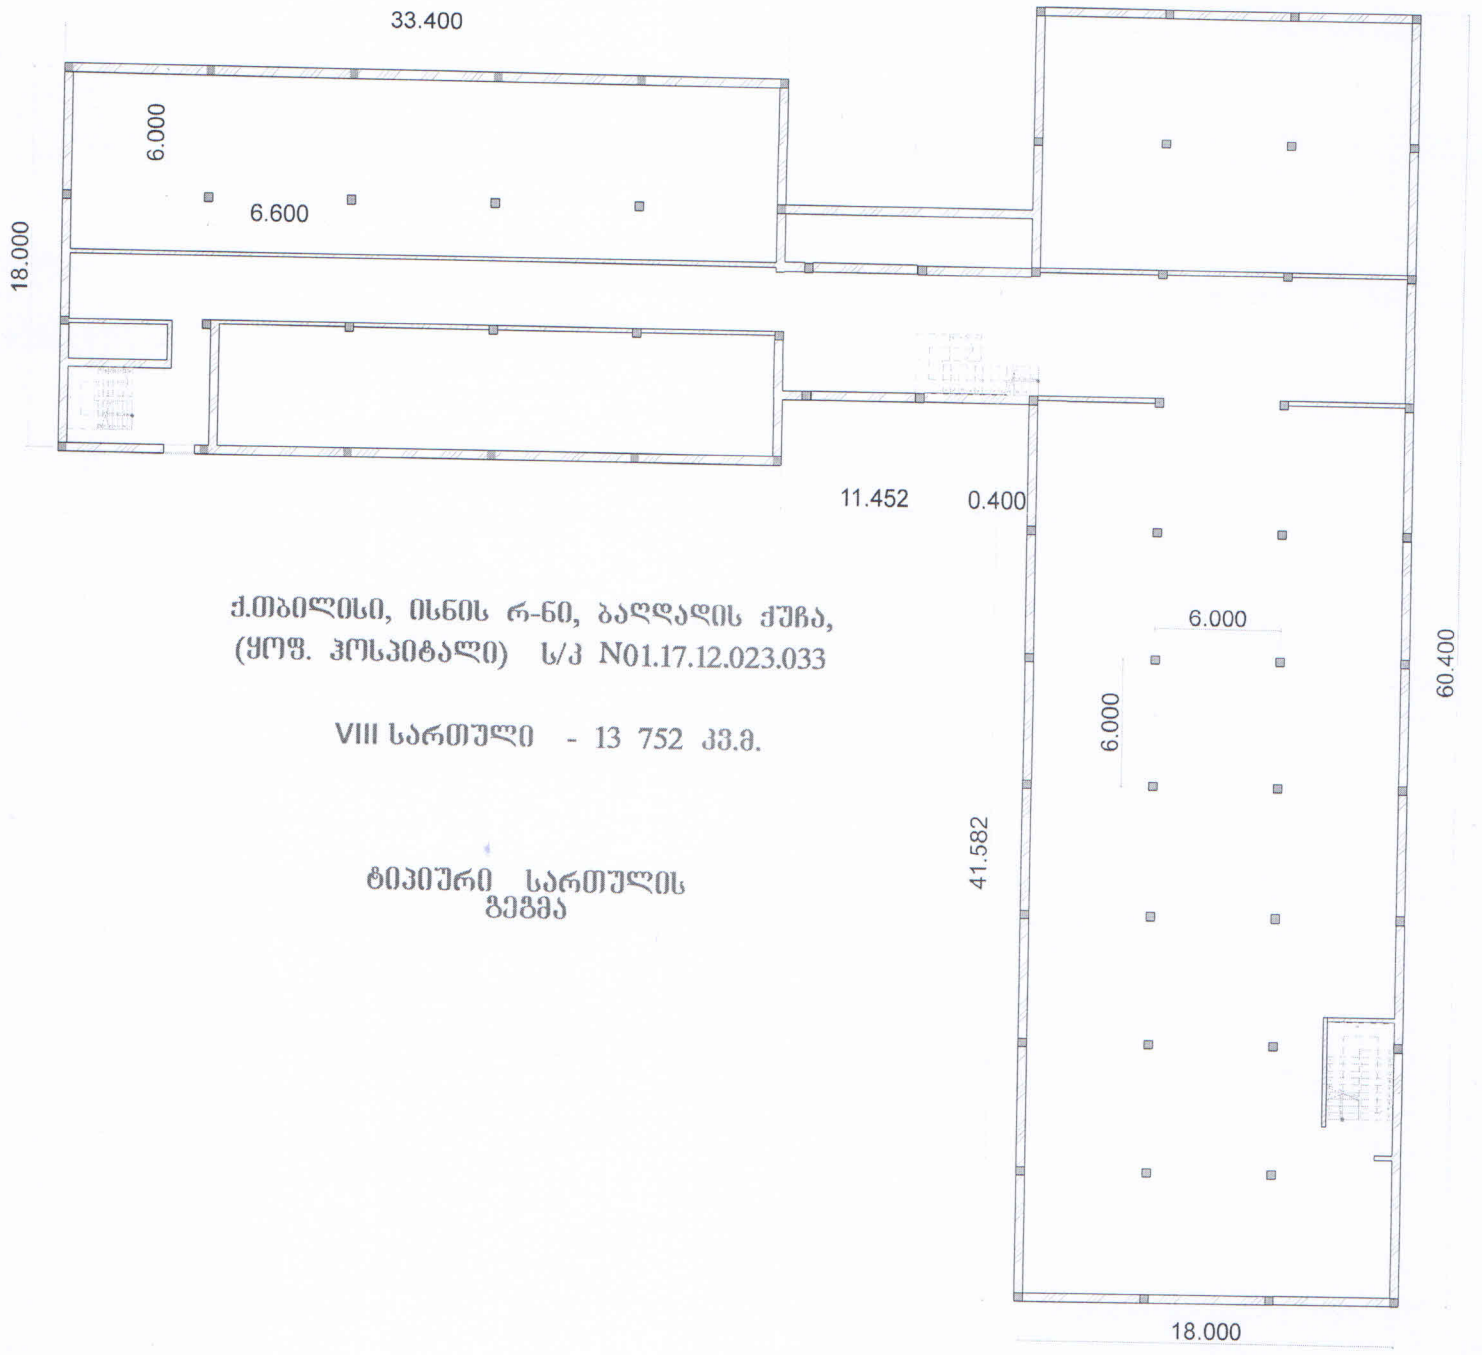 33.400
6.000
6.600
18.000
11.452
0.400
ქ.თბილისი, ისნის რ-ნი, ბაღდადის ქუჩა,
(ყოფ. ჰოსპიტალი) ს/კ N01.17.12.023.033
6.000
6.000
60.400
VIII სართული - 13 752 კვ.მ.
41.582
ტიპიური სართულის
გეგმა
18.000